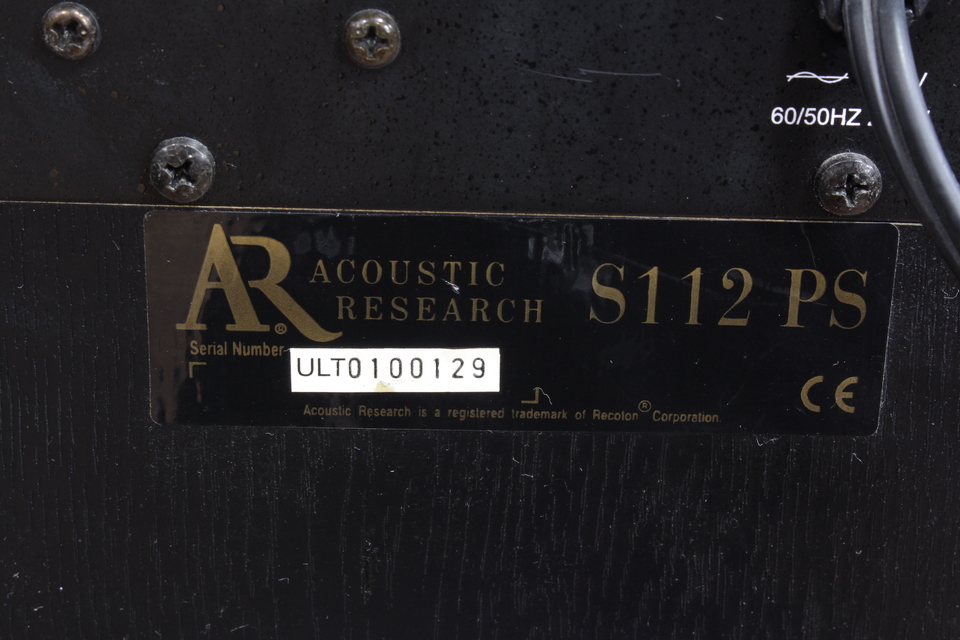 60/50HZ
AR® ACOUSTIC RESEARCH S112 PS
Serial Number
ULT0100129
CE
Acoustic Research is a registered trademark of Recoton® Corporation.